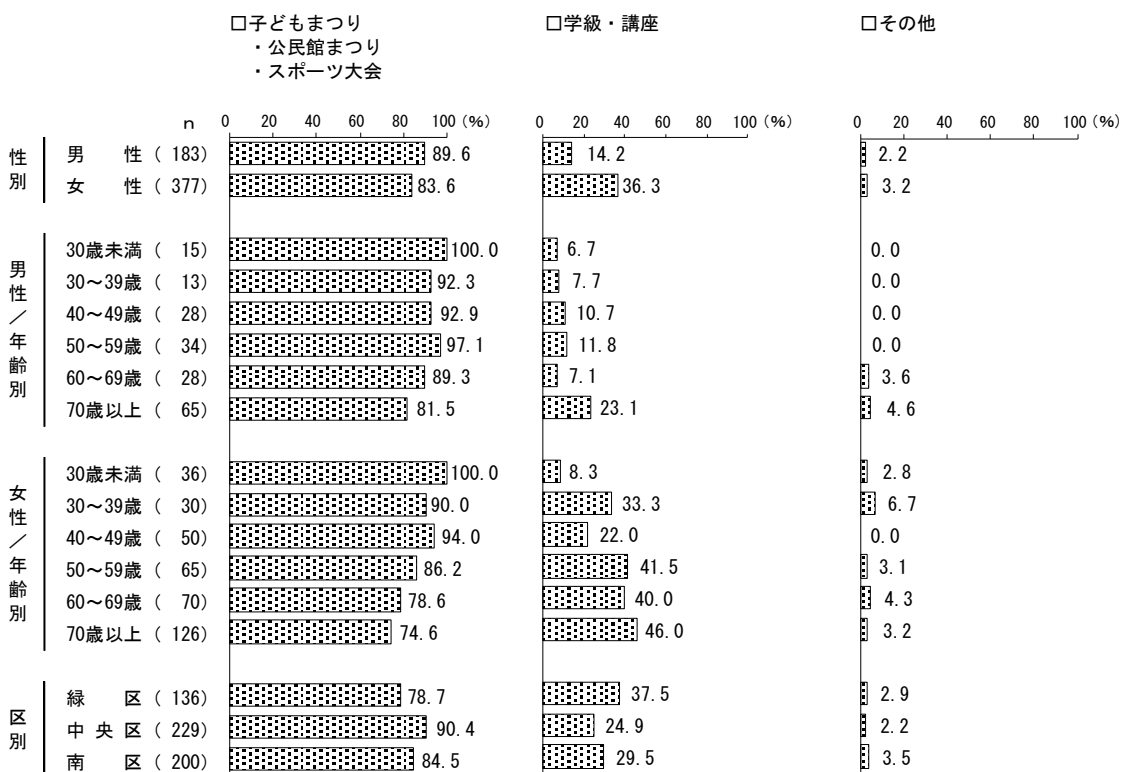 □子どもまつり □学級・講座 □その他
・公民館まつり
・スポーツ大会
n 0 20 40 60 80 100 (%) 0 20 40 60 80 100 (%) 0 20 40 60 80 100 (%)
性別
男性 ( 183) 89.6 14.2 2.2
女性 ( 377) 83.6 36.3 3.2
男性/年齢別
30歳未満 ( 15) 100.0 6.7 0.0
30～39歳 ( 13) 92.3 7.7 0.0
40～49歳 ( 28) 92.9 10.7 0.0
50～59歳 ( 34) 97.1 11.8 0.0
60～69歳 ( 28) 89.3 7.1 3.6
70歳以上 ( 65) 81.5 23.1 4.6
女性/年齢別
30歳未満 ( 36) 100.0 8.3 2.8
30～39歳 ( 30) 90.0 33.3 6.7
40～49歳 ( 50) 94.0 22.0 0.0
50～59歳 ( 65) 86.2 41.5 3.1
60～69歳 ( 70) 78.6 40.0 4.3
70歳以上 ( 126) 74.6 46.0 3.2
区別
緑区 ( 136) 78.7 37.5 2.9
中央区 ( 229) 90.4 24.9 2.2
南区 ( 200) 84.5 29.5 3.5